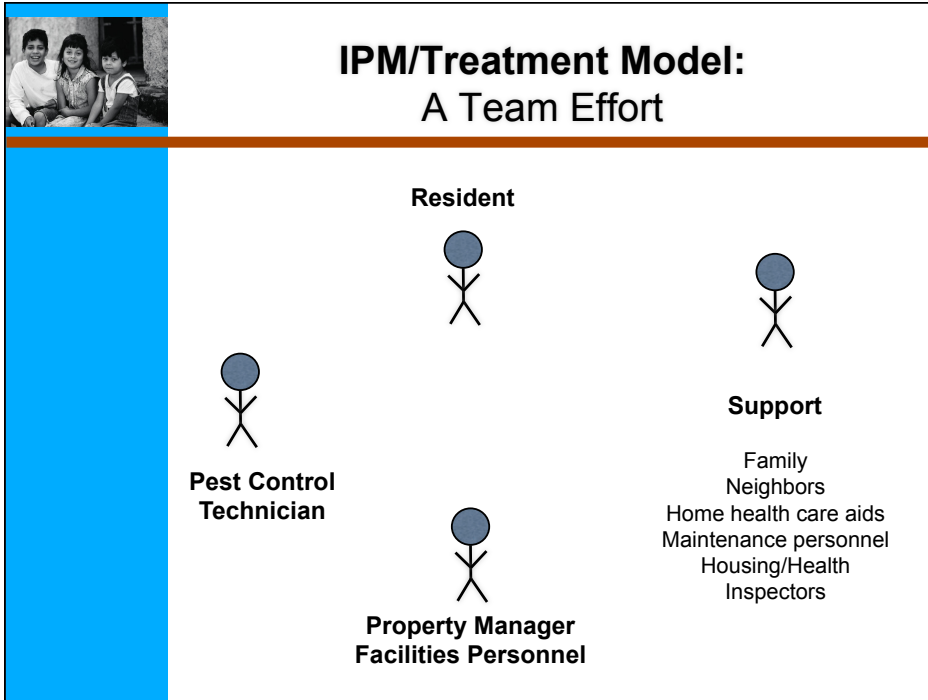 IPM/Treatment Model:
A Team Effort
Resident
Pest Control
Technician
Support
Family
Neighbors
Home health care aids
Maintenance personnel
Housing/Health
Inspectors
Property Manager
Facilities Personnel